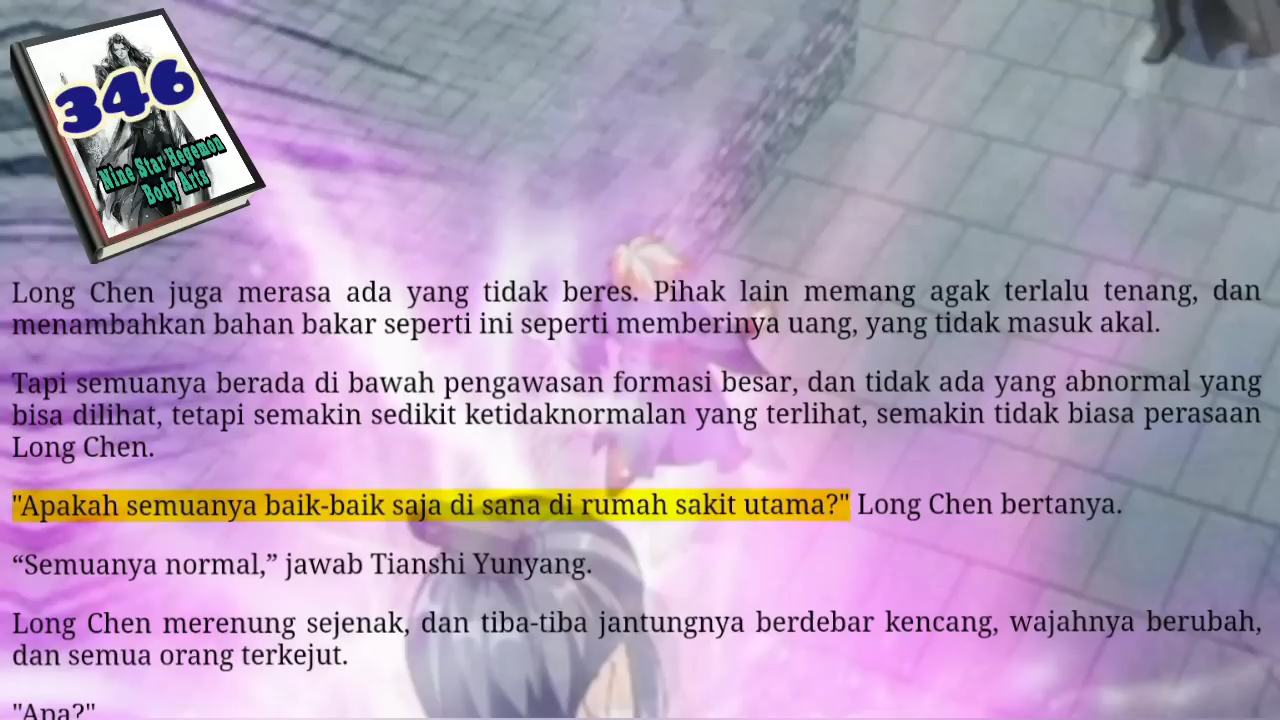 346
Nine Star Hegemon
Body Arts
Long Chen juga merasa ada yang tidak beres. Pihak lain memang agak terlalu tenang, dan
menambahkan bahan bakar seperti ini seperti memberinya uang, yang tidak masuk akal.
Tapi semuanya berada di bawah pengawasan formasi besar, dan tidak ada yang abnormal yang
bisa dilihat, tetapi semakin sedikit ketidaknormalan yang terlihat, semakin tidak biasa perasaan
Long Chen.
"Apakah semuanya baik-baik saja di sana di rumah sakit utama?" Long Chen bertanya.
“Semuanya normal,” jawab Tianshi Yunyang.
Long Chen merenung sejenak, dan tiba-tiba jantungnya berdebar kencang, wajahnya berubah,
dan semua orang terkejut.
"Apa?"